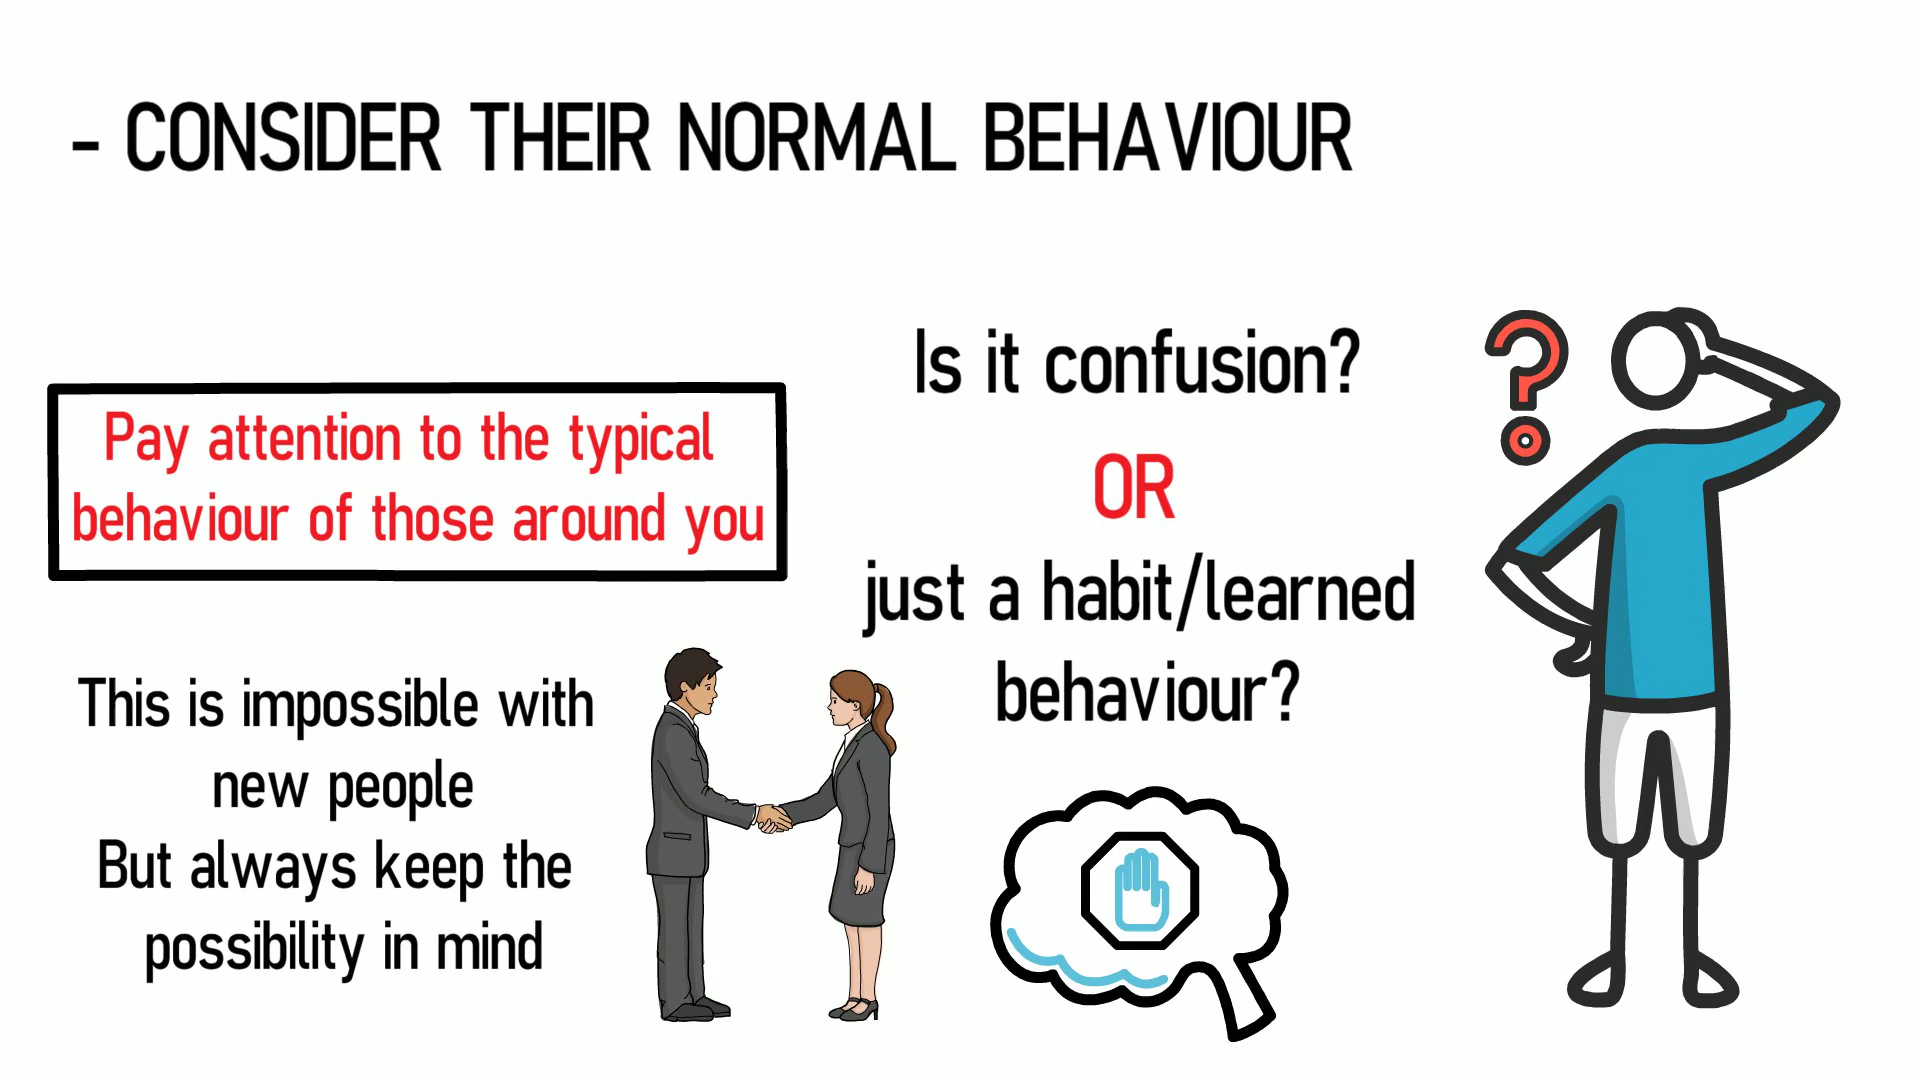 - CONSIDER THEIR NORMAL BEHAVIOUR
Pay attention to the typical
behaviour of those around you
This is impossible with
new people
But always keep the
possibility in mind
Is it confusion?
OR
just a habit/learned
behaviour?